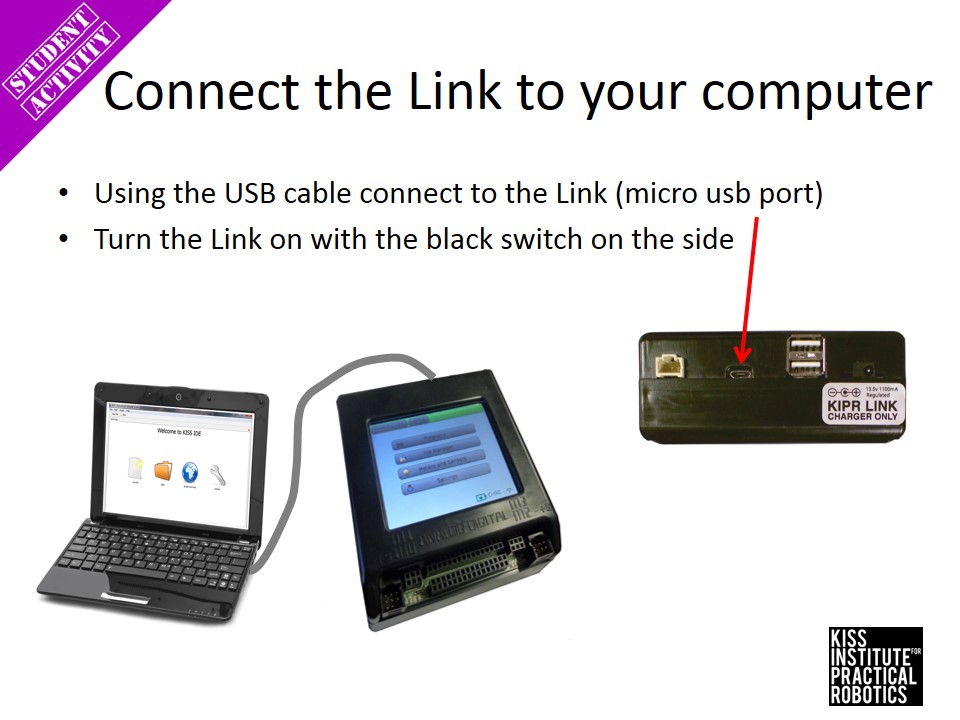 STUDENT
ACTIVITY
Connect the Link to your computer
• Using the USB cable connect to the Link (micro usb port)
• Turn the Link on with the black switch on the side
13.5v 1100mA
Regulated
KIPR LINK
CHARGER ONLY
Welcome to KISS IDE
Settings
DIGITAL
KISS
INSTITUTE FOR
PRACTICAL
ROBOTICS